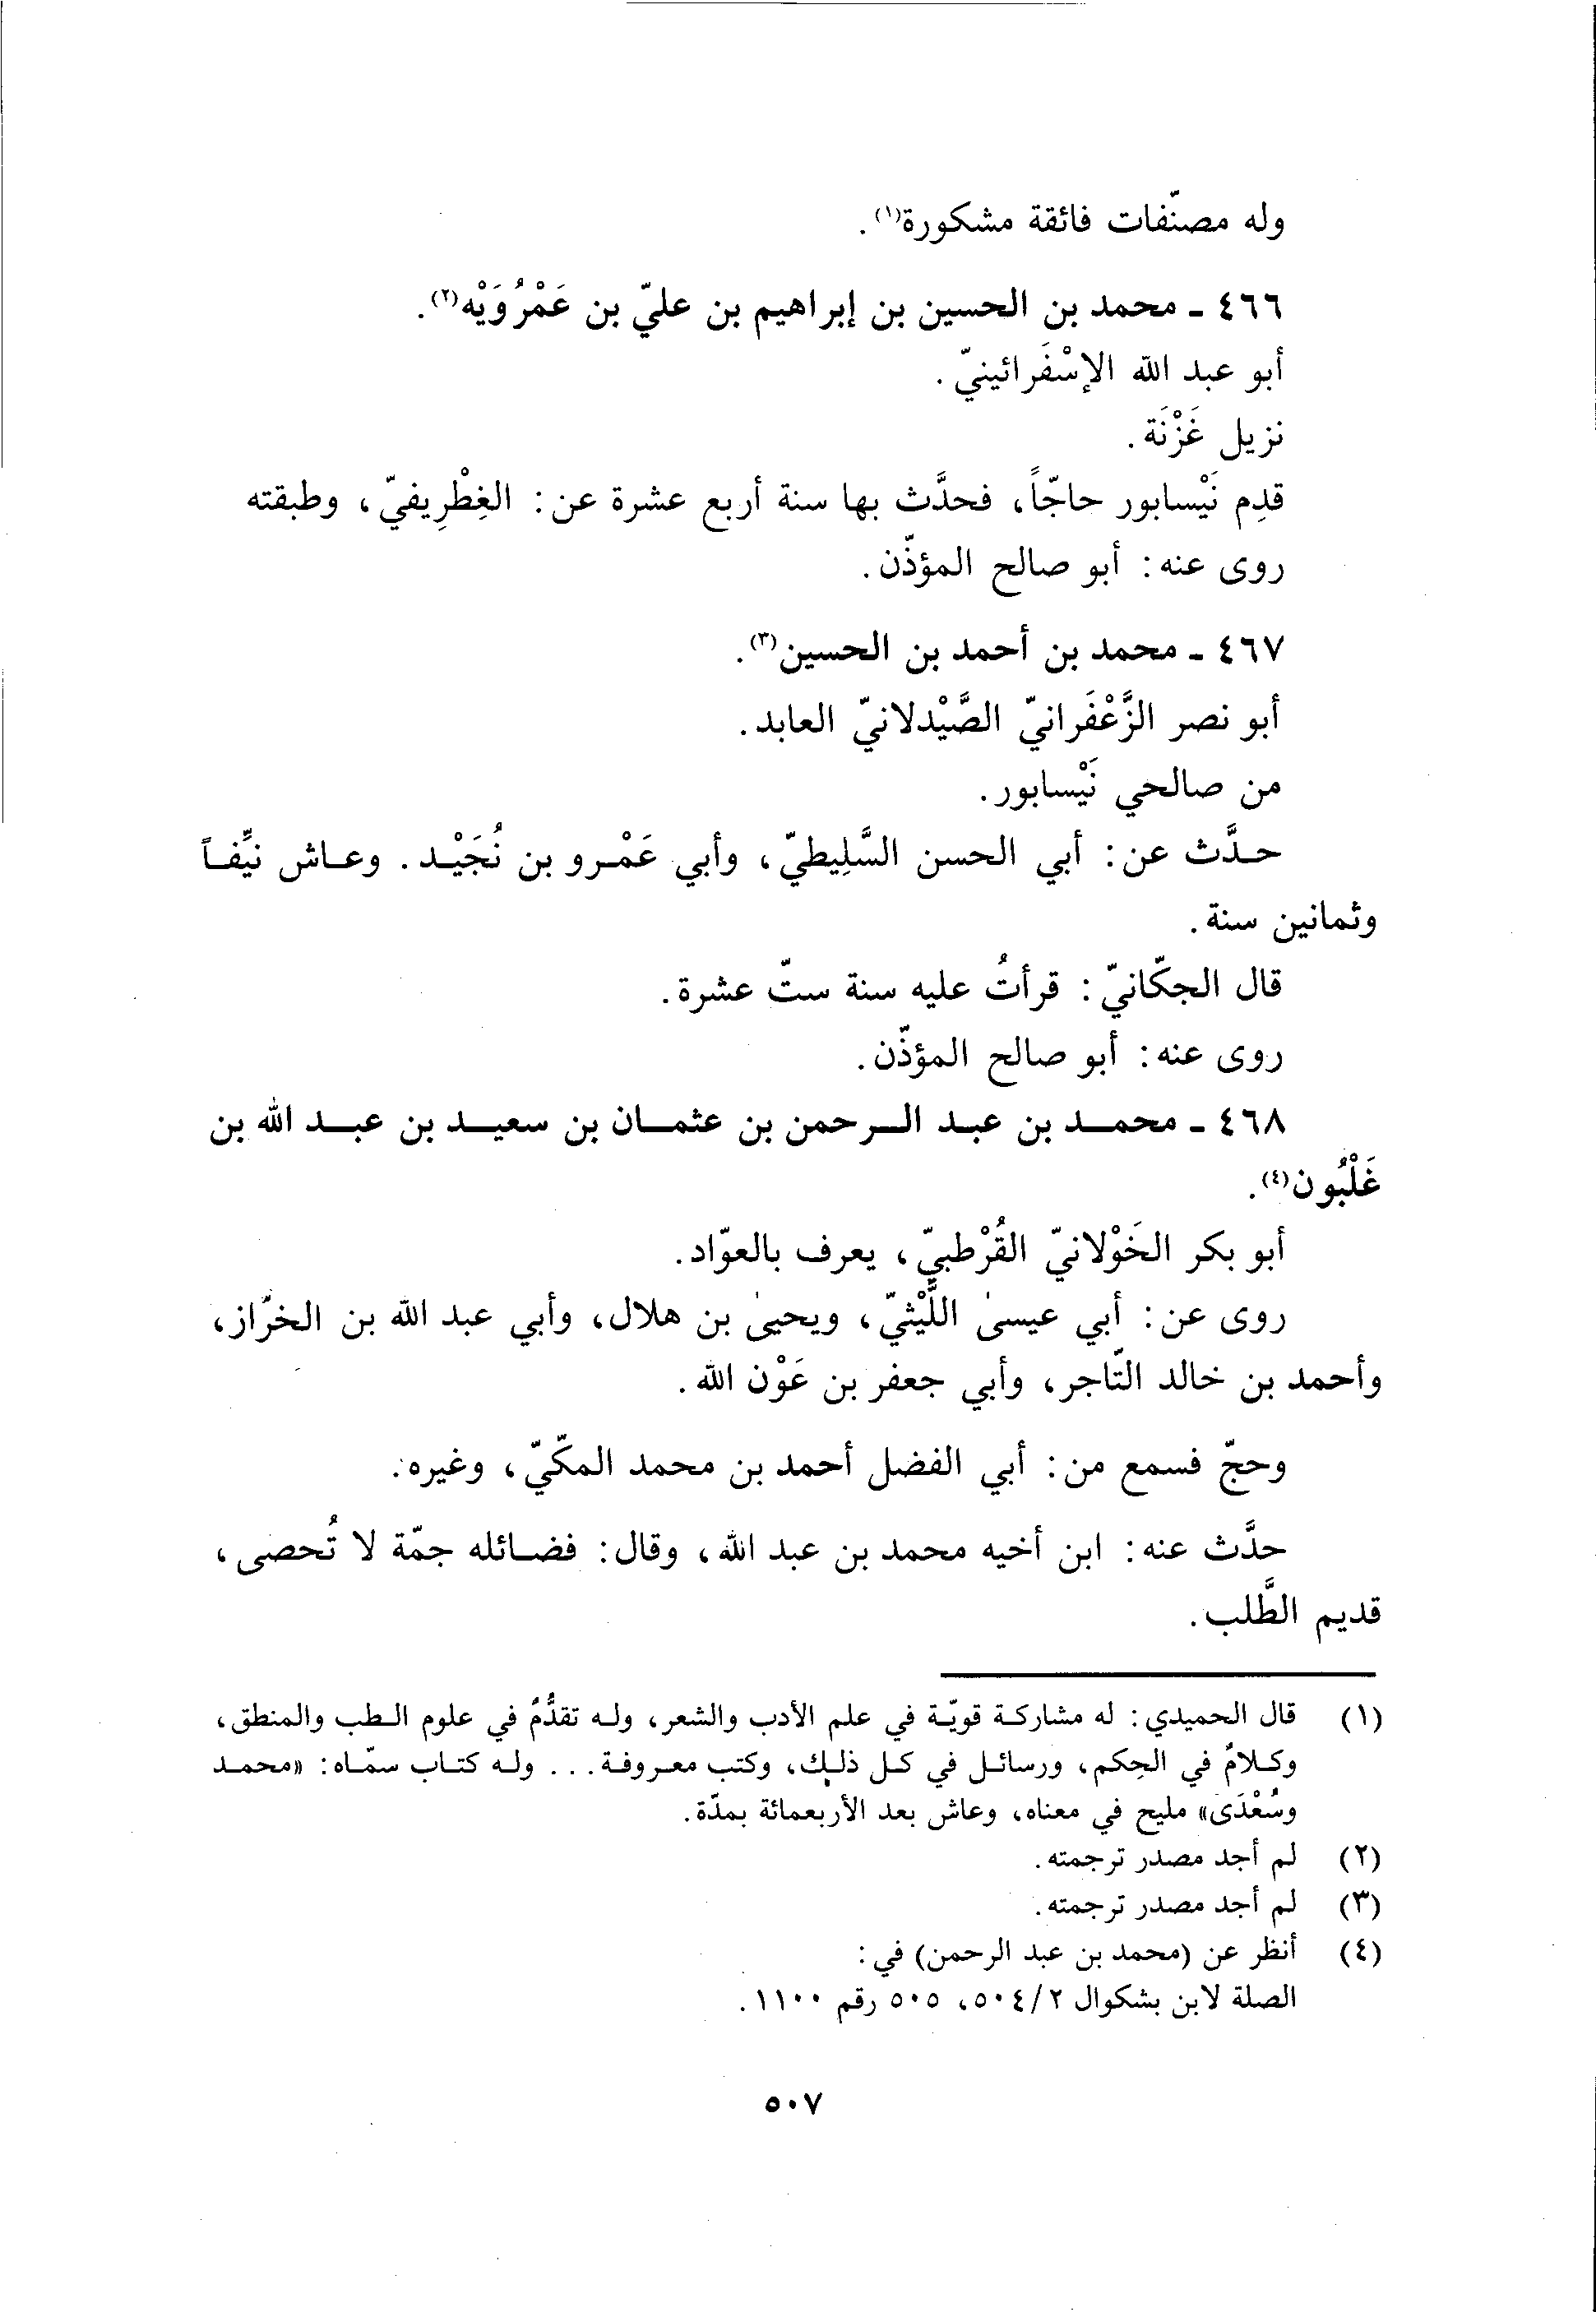 وله مصنّفات فائقة مشكورة(١).
٤٦٦ - محمد بن الحسين بن إبراهيم بن عليّ بن عَمْرُوَيْه(٢).
أبو عبد الله الإسْفَرائينيّ.
نزيل غَزْنَة.
قدِم نَيْسابور حاجّاً، فحدَّث بها سنة أربع عشرة عن: الغِطْرِيفيّ، وطبقته
روى عنه: أبو صالح المؤذّن.
٤٦٧ - محمد بن أحمد بن الحسين(٣).
أبو نصر الزَّعْفَرانيّ الصَّيْدلانيّ العابد.
من صالحي نَيْسابور.
حدَّث عن: أبي الحسن السَّلِيطيّ، وأبي عَمْرو بن نُجَيْد. وعاش نيِّفاً
وثمانين سنة.
قال الجكّانيّ: قرأتُ عليه سنة ستّ عشرة.
روى عنه: أبو صالح المؤذّن.
٤٦٨ - محمد بن عبد الرحمن بن عثمان بن سعيد بن عبد الله بن
غَلْبُون(٤).
أبو بكر الخَوْلانيّ القُرْطبيّ، يعرف بالعوّاد.
روى عن: أبي عيسىٰ اللَّيْثيّ، ويحيىٰ بن هلال، وأبي عبد الله بن الخرّاز،
وأحمد بن خالد التّاجر، وأبي جعفر بن عَوْن الله.
وحجّ فسمع من: أبي الفضل أحمد بن محمد المكّيّ، وغيره.
حدَّث عنه: ابن أخيه محمد بن عبد الله، وقال: فضائله جمّة لا تُحصى،
قديم الطَّلب.
(١) قال الحميدي: له مشاركة قويّة في علم الأدب والشعر، وله تقدُّمٌ في علوم الطب والمنطق،
وكلامٌ في الحِكم، ورسائل في كل ذلك، وكتب معروفة... وله كتاب سمّاه: «محمد
وسُعْدَى» مليح في معناه، وعاش بعد الأربعمائة بمدّة.
(٢) لم أجد مصدر ترجمته.
(٣) لم أجد مصدر ترجمته.
(٤) أنظر عن (محمد بن عبد الرحمن) في:
الصلة لابن بشكوال ٢/٥٠٤، ٥٠٥ رقم ١١٠٠.
٥٠٧